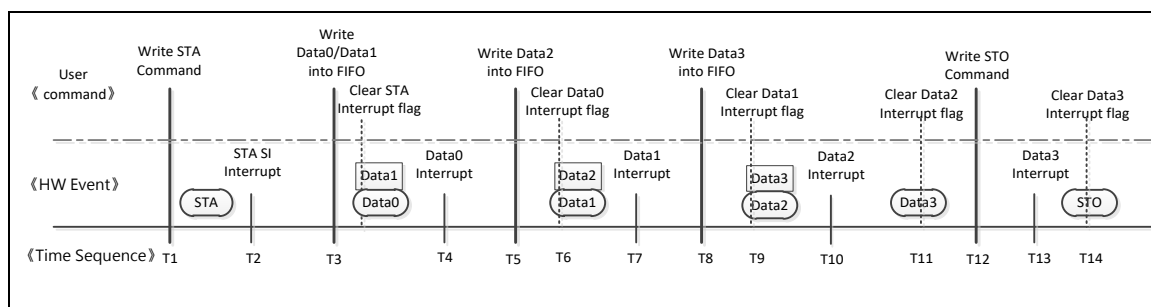 Write
Write STA
Data0/Data1
Write Data2
Write Data3
Write STO
Command
into FIFO
into FIFO
into FIFO
Command
User
《 command》
Clear STA
Interrupt flag
Clear Data0
Interrupt flag
Clear Data1
Interrupt flag
Clear Data2
Interrupt flag
Clear Data3
Interrupt flag
《HW Event》
STA SI
Interrupt
Data0
Interrupt
Data1
Interrupt
Data2
Interrupt
Data3
Interrupt
Data1
Data2
Data3
STA
Data0
Data1
Data2
Data3
STO
《Time Sequence》 T1 T2 T3 T4 T5 T6 T7 T8 T9 T10 T11 T12 T13 T14